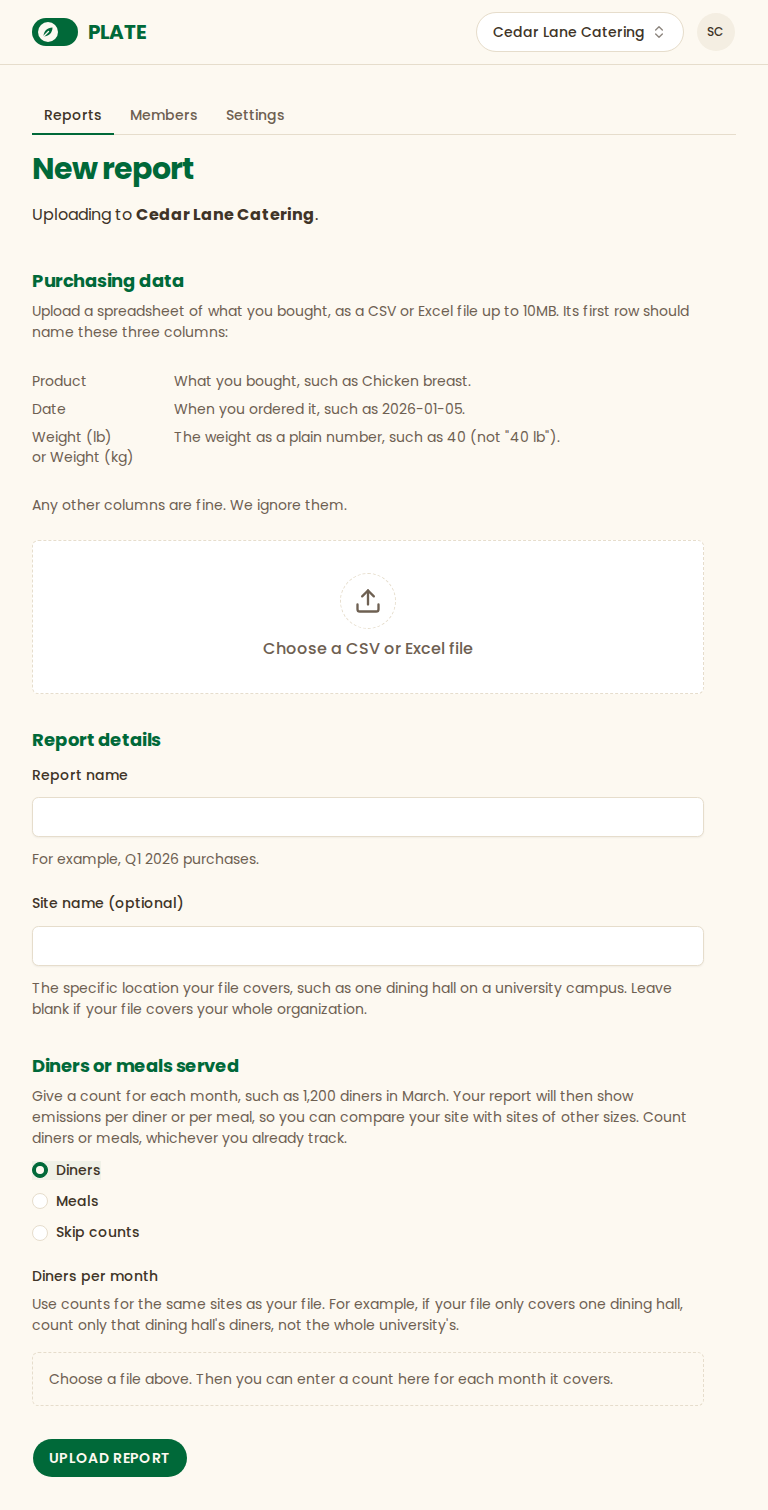 PLATE
Cedar Lane Catering
SC
Reports
Members
Settings
New report
Uploading to Cedar Lane Catering.
Purchasing data
Upload a spreadsheet of what you bought, as a CSV or Excel file up to 10MB. Its first row should
name these three columns:
Product
What you bought, such as Chicken breast.
Date
When you ordered it, such as 2026-01-05.
Weight (lb)
or Weight (kg)
The weight as a plain number, such as 40 (not "40 lb").
Any other columns are fine. We ignore them.
Choose a CSV or Excel file
Report details
Report name
For example, Q1 2026 purchases.
Site name (optional)
The specific location your file covers, such as one dining hall on a university campus. Leave
blank if your file covers your whole organization.
Diners or meals served
Give a count for each month, such as 1,200 diners in March. Your report will then show
emissions per diner or per meal, so you can compare your site with sites of other sizes. Count
diners or meals, whichever you already track.
Diners
Meals
Skip counts
Diners per month
Use counts for the same sites as your file. For example, if your file only covers one dining hall,
count only that dining hall's diners, not the whole university's.
Choose a file above. Then you can enter a count here for each month it covers.
UPLOAD REPORT